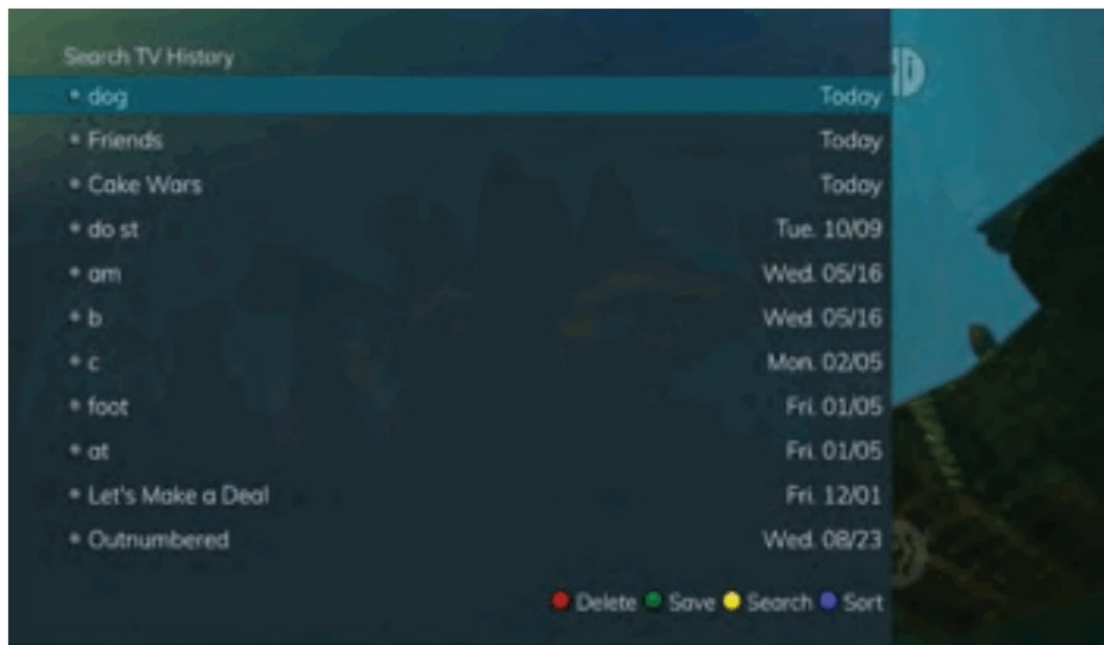 Search TV History
dog Today
Friends Today
Cake Wars Today
do st Tue. 10/09
am Wed. 05/16
b Wed. 05/16
c Mon. 02/05
foot Fri. 01/05
at Fri. 01/05
Let's Make a Deal Fri. 12/01
Outnumbered Wed. 08/23
Delete Save Search Sort